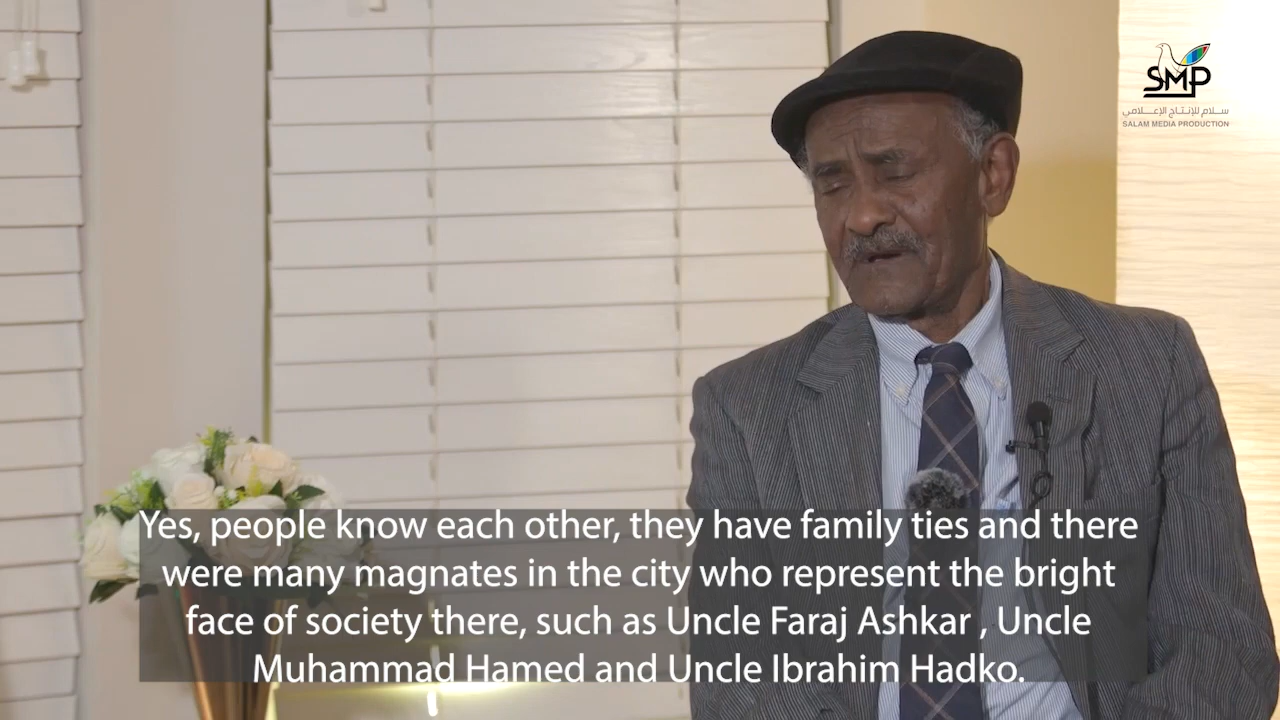 SMP
سلام للإنتاج الإعلامي
SALAM MEDIA PRODUCTION
Yes, people know each other, they have family ties and there
were many magnates in the city who represent the bright
face of society there, such as Uncle Faraj Ashkar , Uncle
Muhammad Hamed and Uncle Ibrahim Hadko.